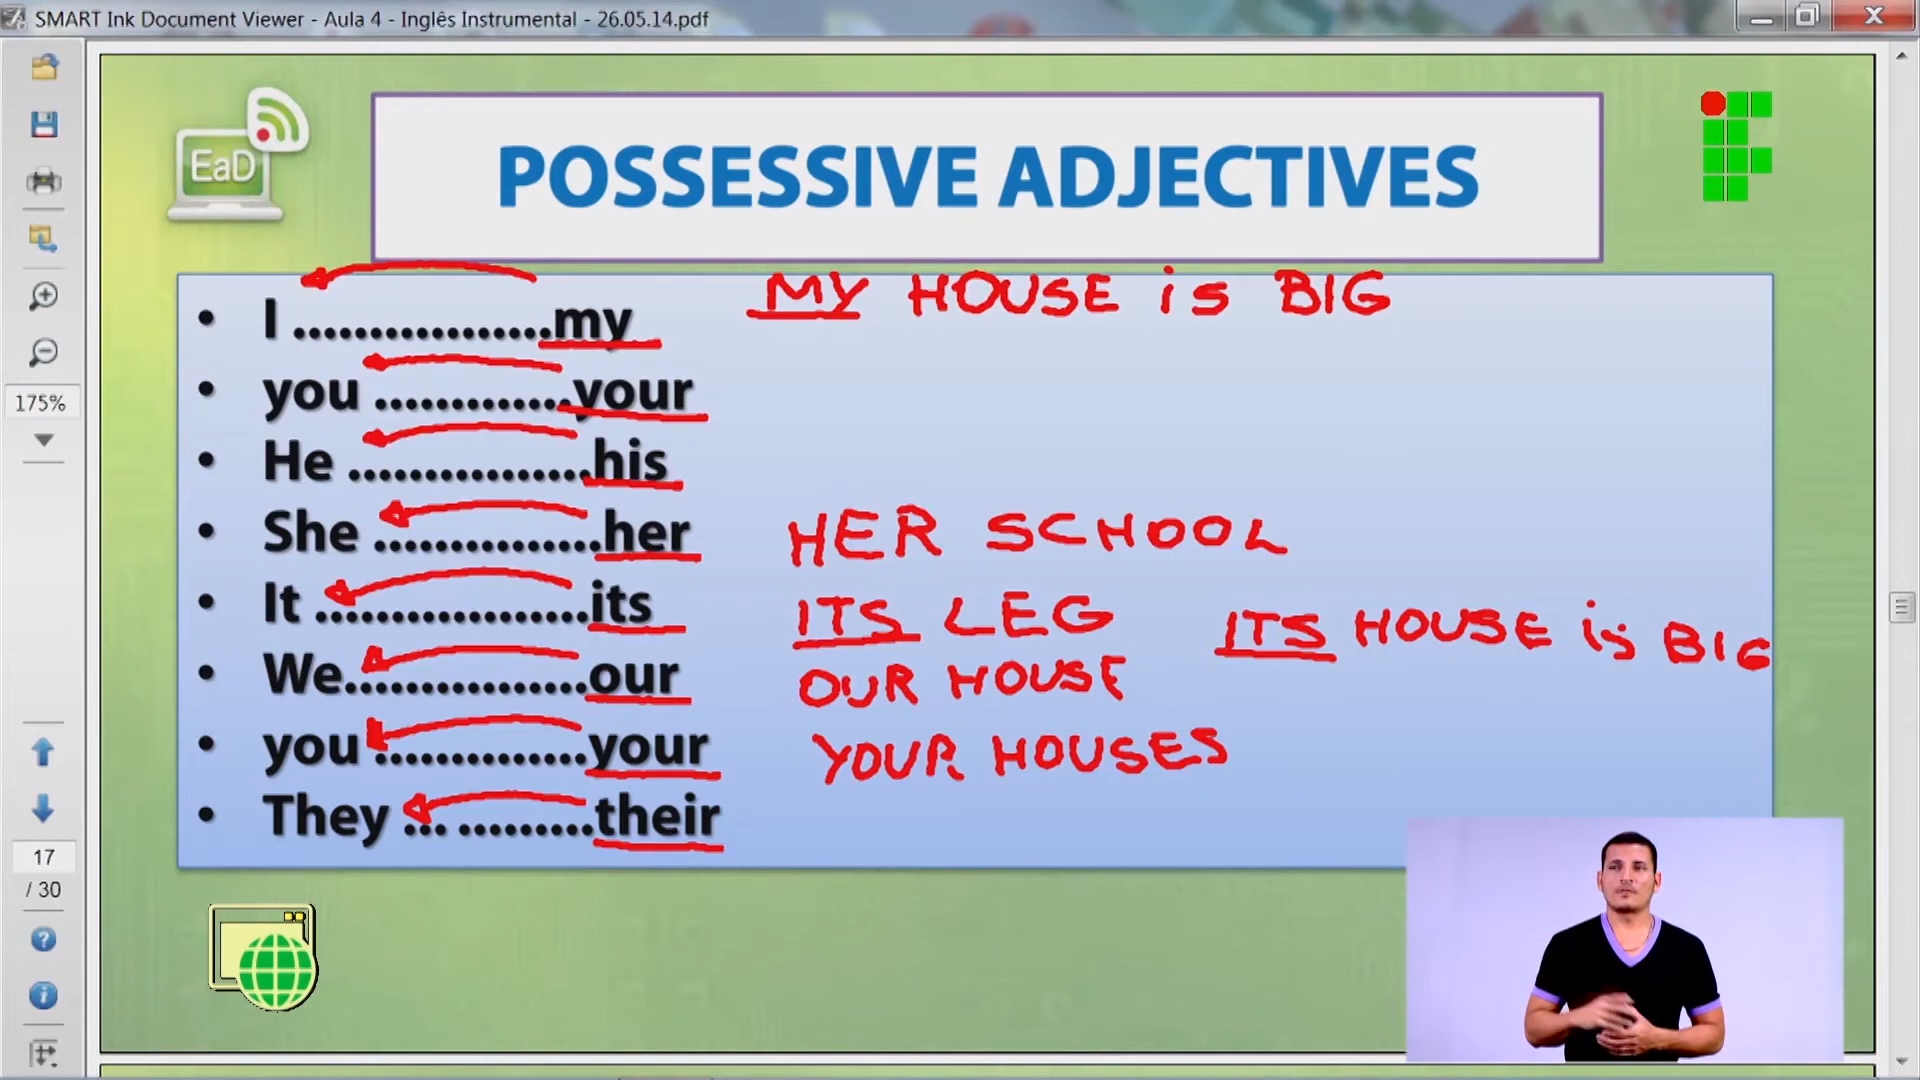 SMART Ink Document Viewer - Aula 4 - Inglês Instrumental - 26.05.14.pdf
EaD
POSSESSIVE ADJECTIVES
• I .................my MY HOUSE is BIG
• you .............your
• He ................his
• She ...............her HER SCHOOL
• It ..................its ITS LEG ITS HOUSE is BIG
• We................our OUR HOUSE
• you ..............your YOUR HOUSES
• They ... .........their
175%
17
/ 30